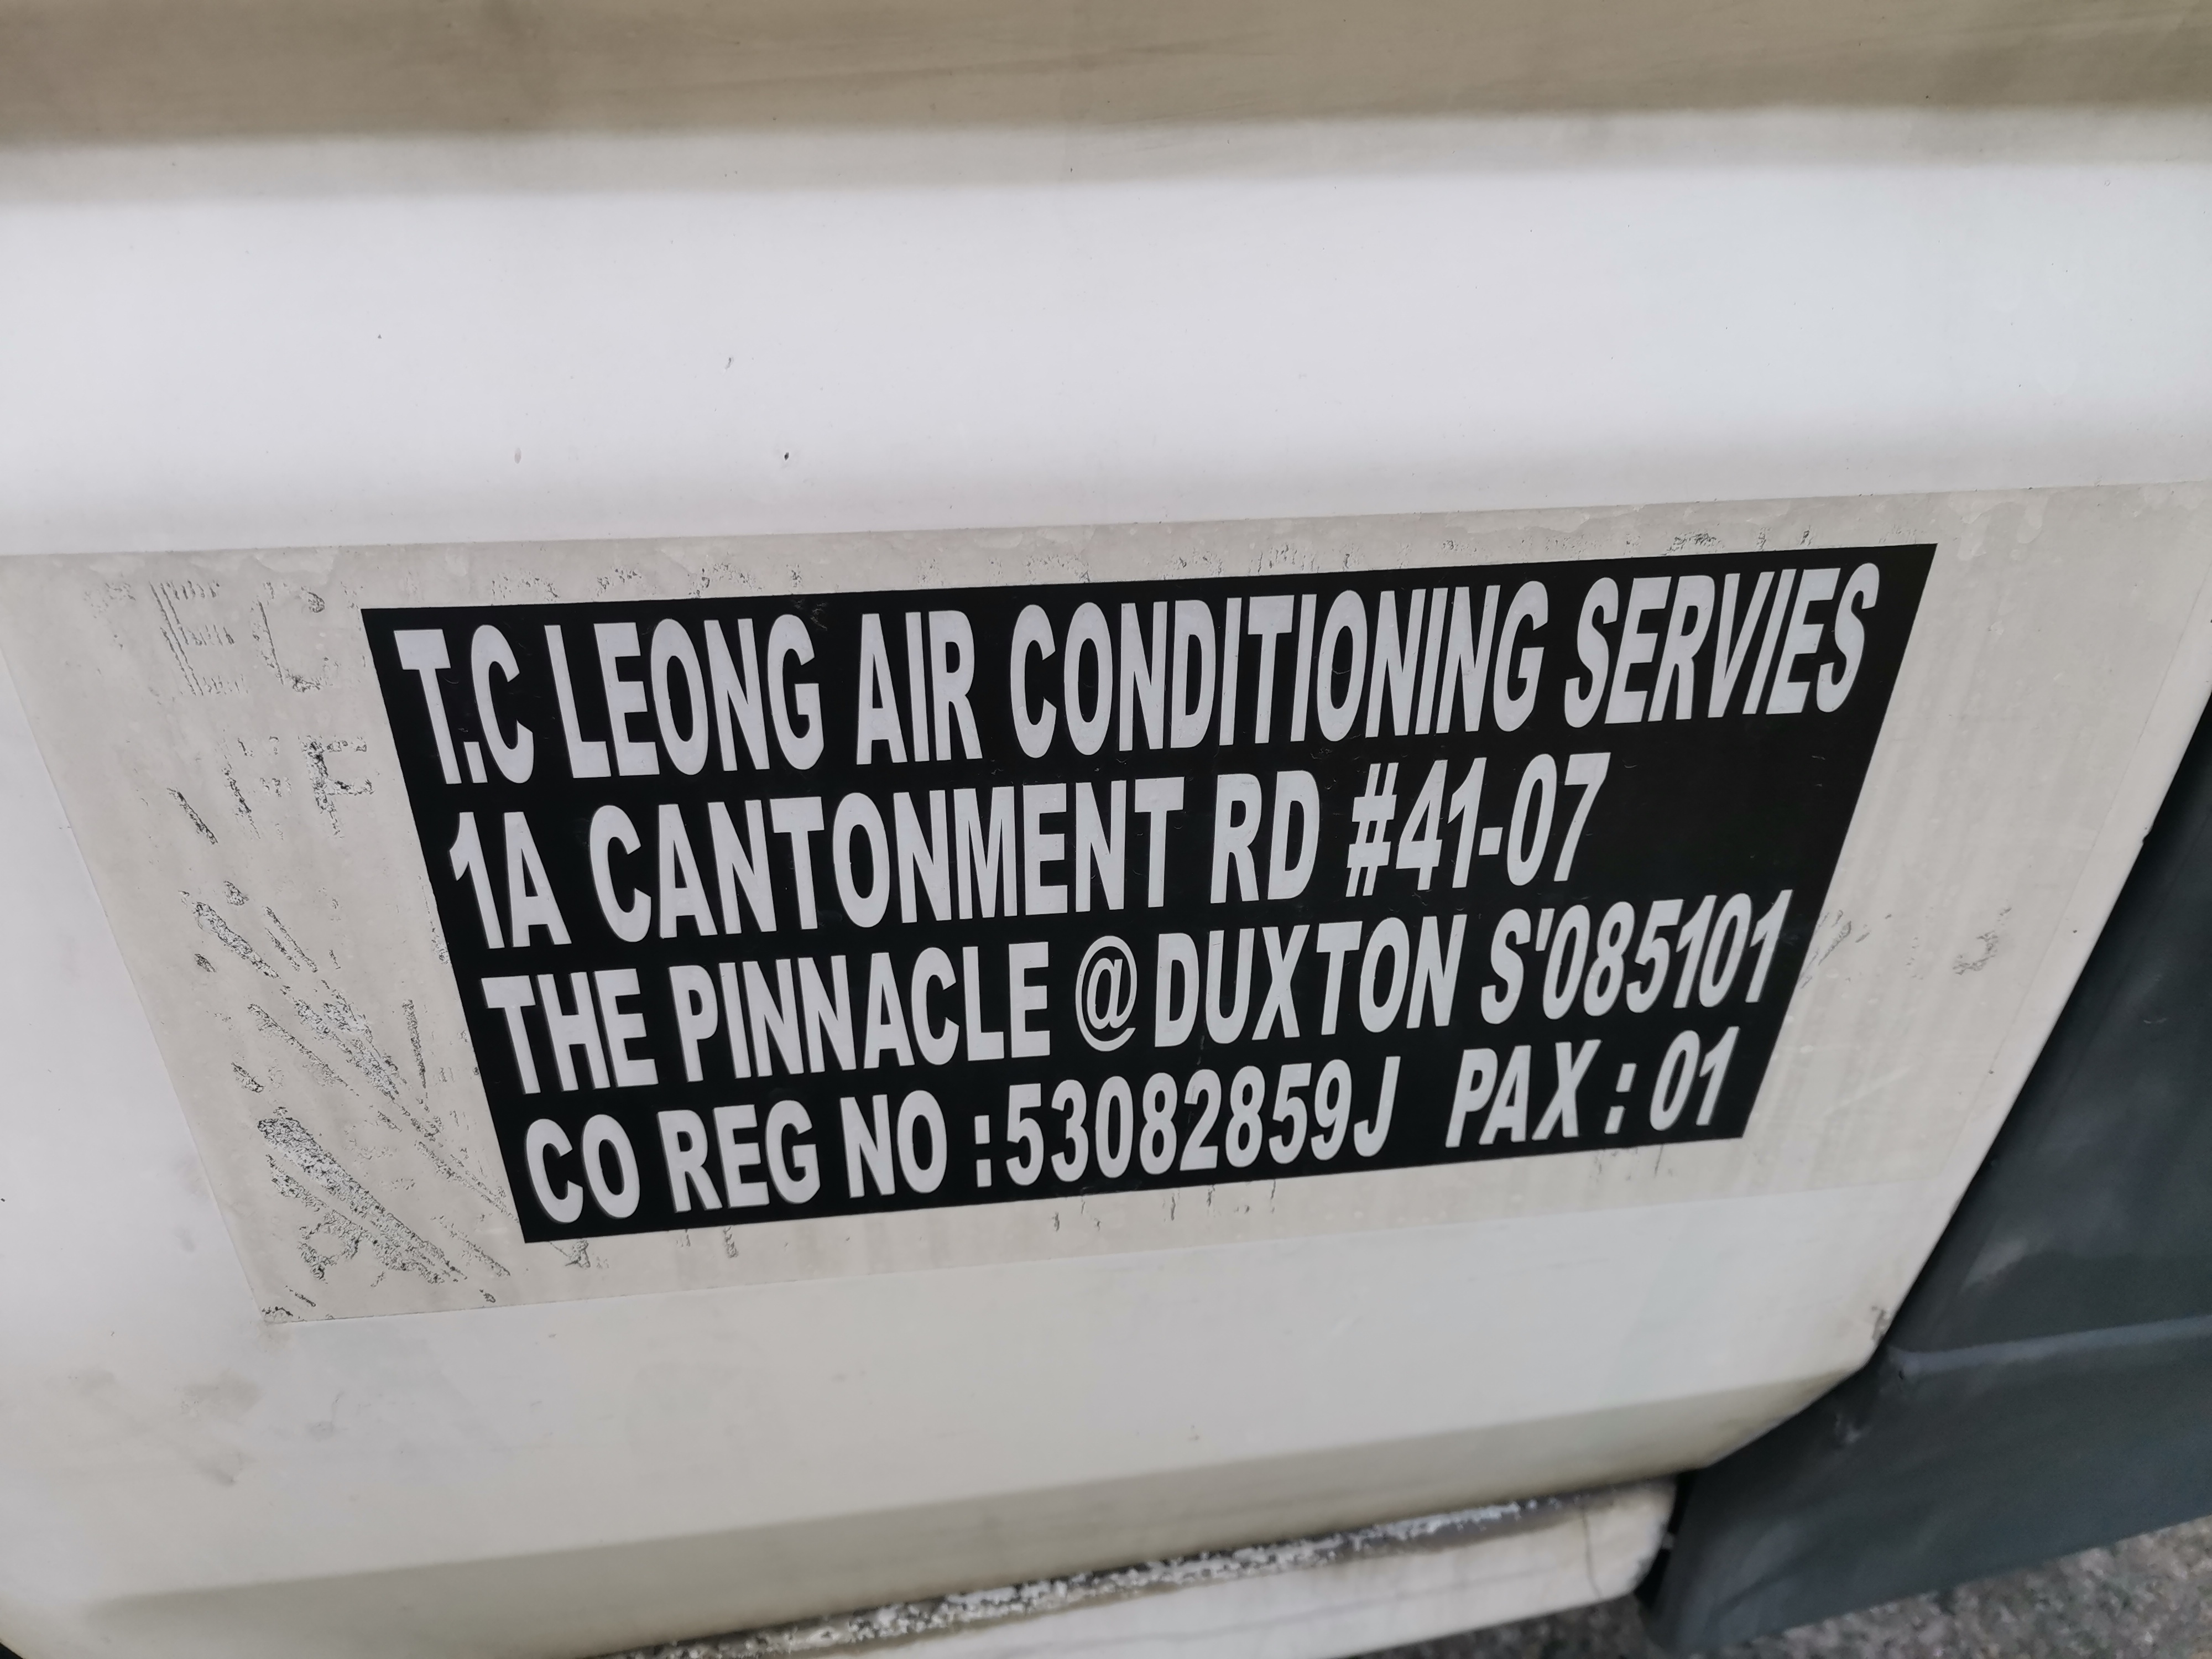 T.C LEONG AIR CONDITIONING SERVIES
1A CANTONMENT RD #41-07
THE PINNACLE @ DUXTON S'085101
CO REG NO :53082859J PAX : 01